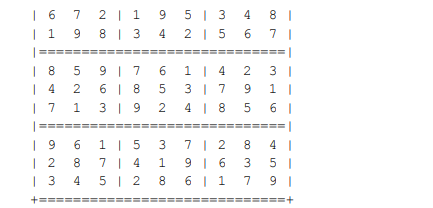 | 6 7 2 | 1 9 5 | 3 4 8 |
| 1 9 8 | 3 4 2 | 5 6 7 |
|=============================|
| 8 5 9 | 7 6 1 | 4 2 3 |
| 4 2 6 | 8 5 3 | 7 9 1 |
| 7 1 3 | 9 2 4 | 8 5 6 |
|=============================|
| 9 6 1 | 5 3 7 | 2 8 4 |
| 2 8 7 | 4 1 9 | 6 3 5 |
| 3 4 5 | 2 8 6 | 1 7 9 |
+=============================+